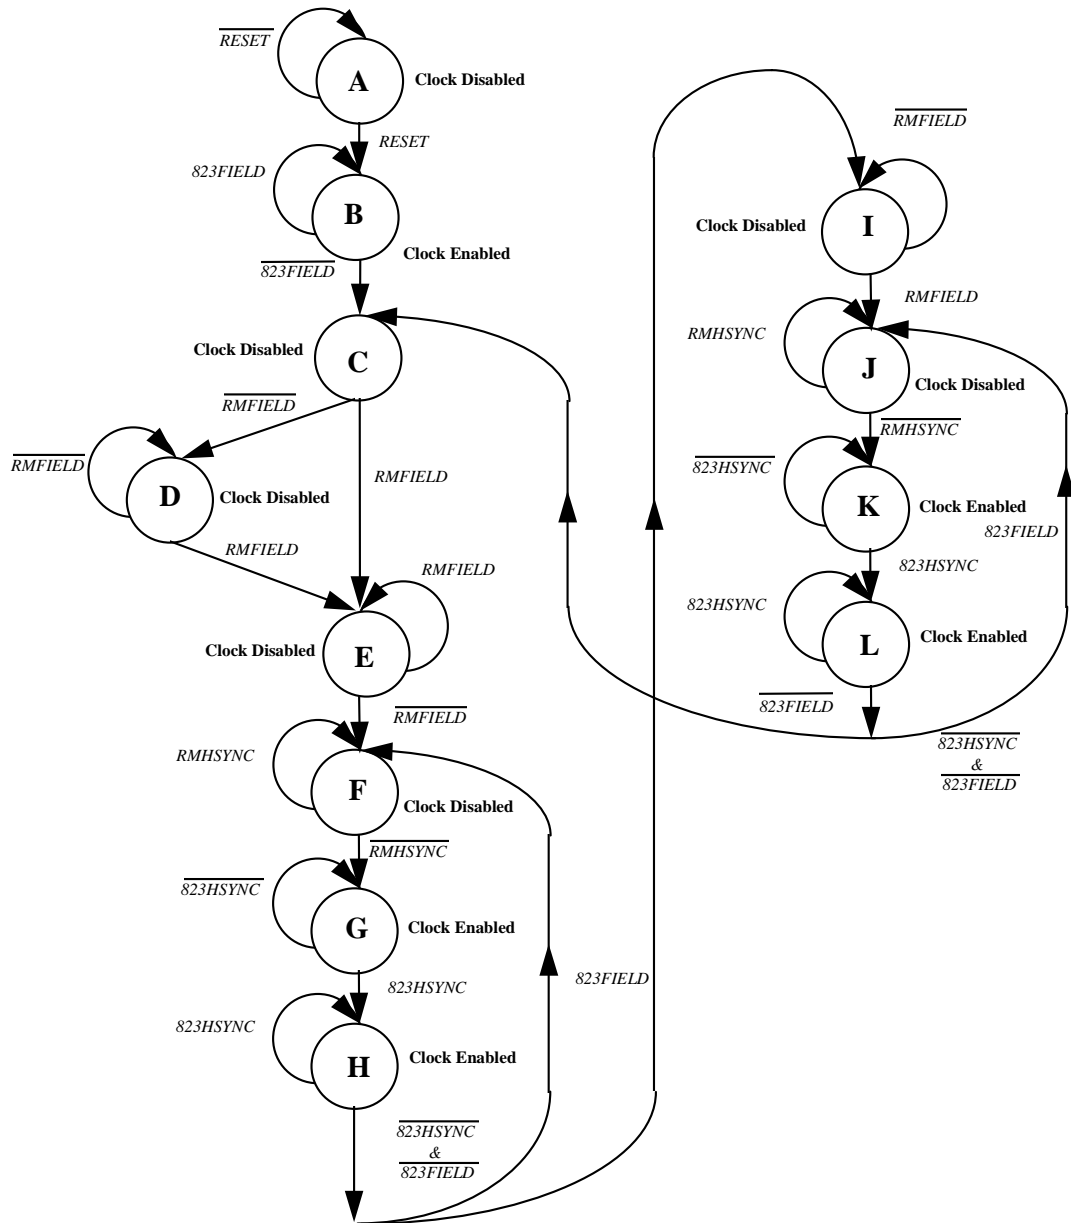 RESET
A
Clock Disabled
RESET
823FIELD
B
Clock Enabled
823FIELD
Clock Disabled
C
RMFIELD
RMFIELD
D
Clock Disabled
RMFIELD
RMFIELD
RMFIELD
Clock Disabled
E
RMFIELD
RMHSYNC
F
Clock Disabled
RMHSYNC
823HSYNC
G
Clock Enabled
823HSYNC
823HSYNC
H
Clock Enabled
823HSYNC
&
823FIELD
823FIELD
RMFIELD
Clock Disabled
I
RMFIELD
RMHSYNC
J
Clock Disabled
RMHSYNC
823HSYNC
K
Clock Enabled
823FIELD
823HSYNC
823HSYNC
L
Clock Enabled
823FIELD
823HSYNC
&
823FIELD